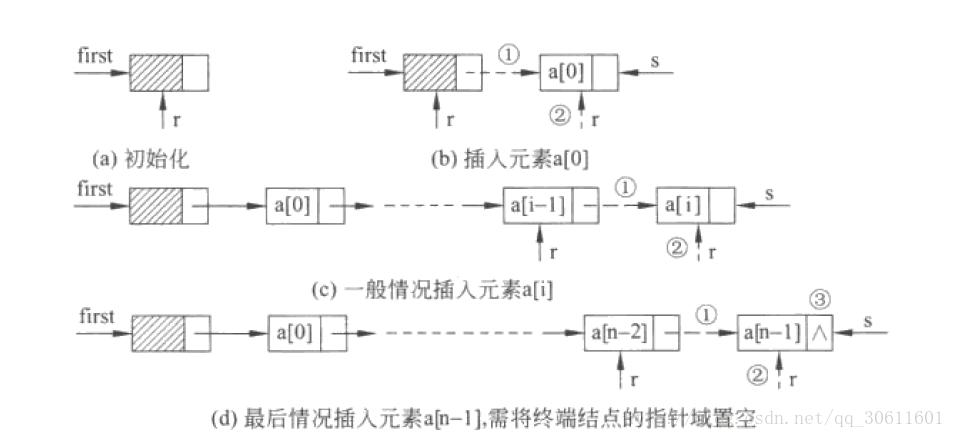 first ① s
a[0]
r ② r
(a) 初始化 (b) 插入元素a[0]
first ① s
a[0] a[i−1] a[i]
r ② r
(c) 一般情况插入元素a[i]
first ① ③ s
a[0] a[n−2] a[n−1] ∧
r ② r
(d) 最后情况插入元素a[n−1],需将终端结点的指针域置空
sdn.net/qq_30611601